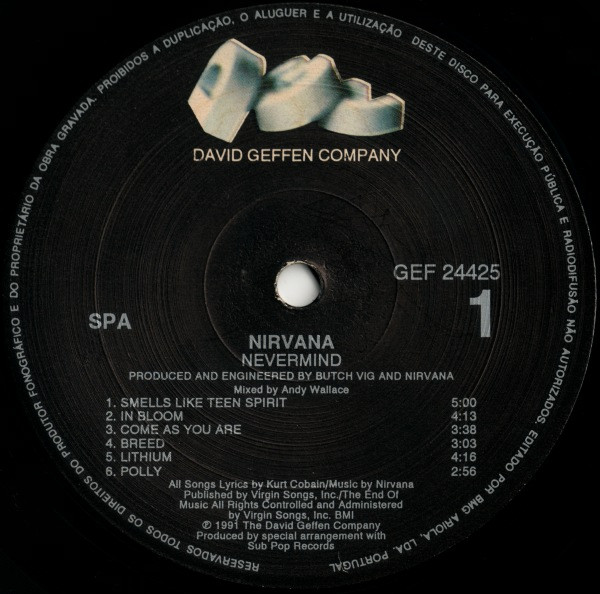 RESERVADOS TODOS OS DIREITOS DO PRODUTOR FONOGRÁFICO E DO PROPRIETÁRIO DA OBRA GRAVADA. PROIBIDOS A DUPLICAÇÃO, O ALUGUER E A UTILIZAÇÃO DESTE DISCO PARA EXECUÇÃO PÚBLICA E RADIODIFUSÃO NÃO AUTORIZADOS. EDITADO POR BMG ARIOLA, LDA. PORTUGAL
DGC
DAVID GEFFEN COMPANY
GEF 24425
1
SPA
NIRVANA
NEVERMIND
PRODUCED AND ENGINEERED BY BUTCH VIG AND NIRVANA
Mixed by Andy Wallace
1. SMELLS LIKE TEEN SPIRIT 5:00
2. IN BLOOM 4:13
3. COME AS YOU ARE 3:38
4. BREED 3:03
5. LITHIUM 4:16
6. POLLY 2:56
All Songs Lyrics by Kurt Cobain/Music by Nirvana
Published by Virgin Songs, Inc./The End Of
Music All Rights Controlled and Administered
by Virgin Songs, Inc. BMI
℗ 1991 The David Geffen Company
Produced by special arrangement with
Sub Pop Records